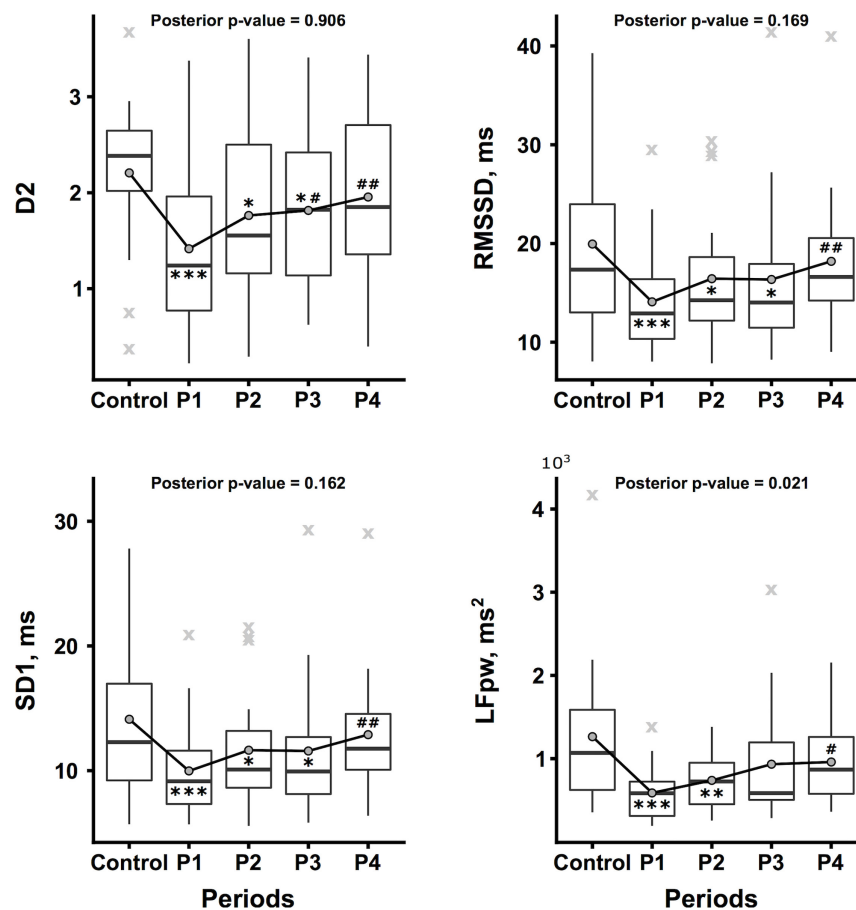 Posterior p-value = 0.906
D2
3
2
1
*
*#
##
***
Control P1 P2 P3 P4
Posterior p-value = 0.169
RMSSD, ms
40
30
20
10
##
*
*
***
Control P1 P2 P3 P4
Posterior p-value = 0.162
SD1, ms
30
20
10
##
*
*
***
Control P1 P2 P3 P4
Periods
10³
Posterior p-value = 0.021
LFpw, ms²
4
3
2
1
#
**
***
Control P1 P2 P3 P4
Periods